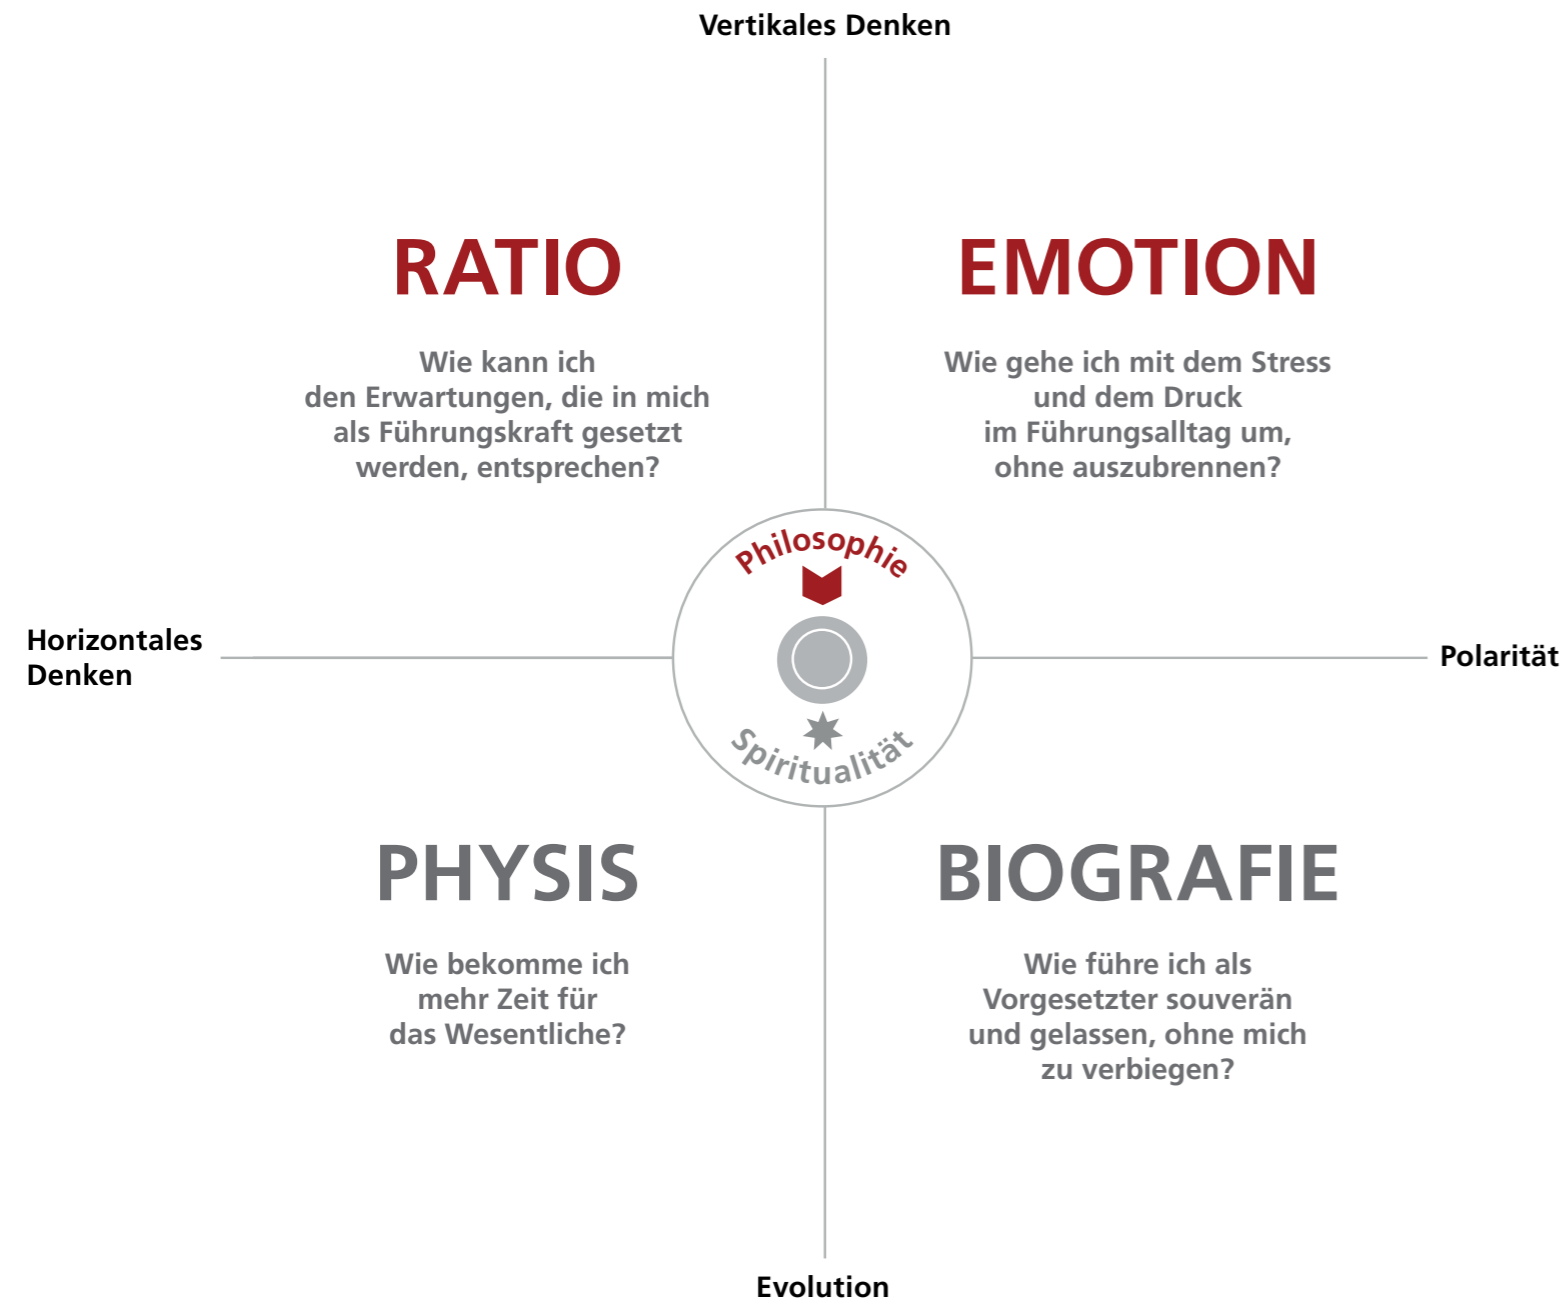 Vertikales Denken
RATIO
Wie kann ich
den Erwartungen, die in mich
als Führungskraft gesetzt
werden, entsprechen?
EMOTION
Wie gehe ich mit dem Stress
und dem Druck
im Führungsalltag um,
ohne auszubrennen?
Philosophie
Horizontales
Denken
Polarität
Spiritualität
PHYSIS
Wie bekomme ich
mehr Zeit für
das Wesentliche?
BIOGRAFIE
Wie führe ich als
Vorgesetzter souverän
und gelassen, ohne mich
zu verbiegen?
Evolution